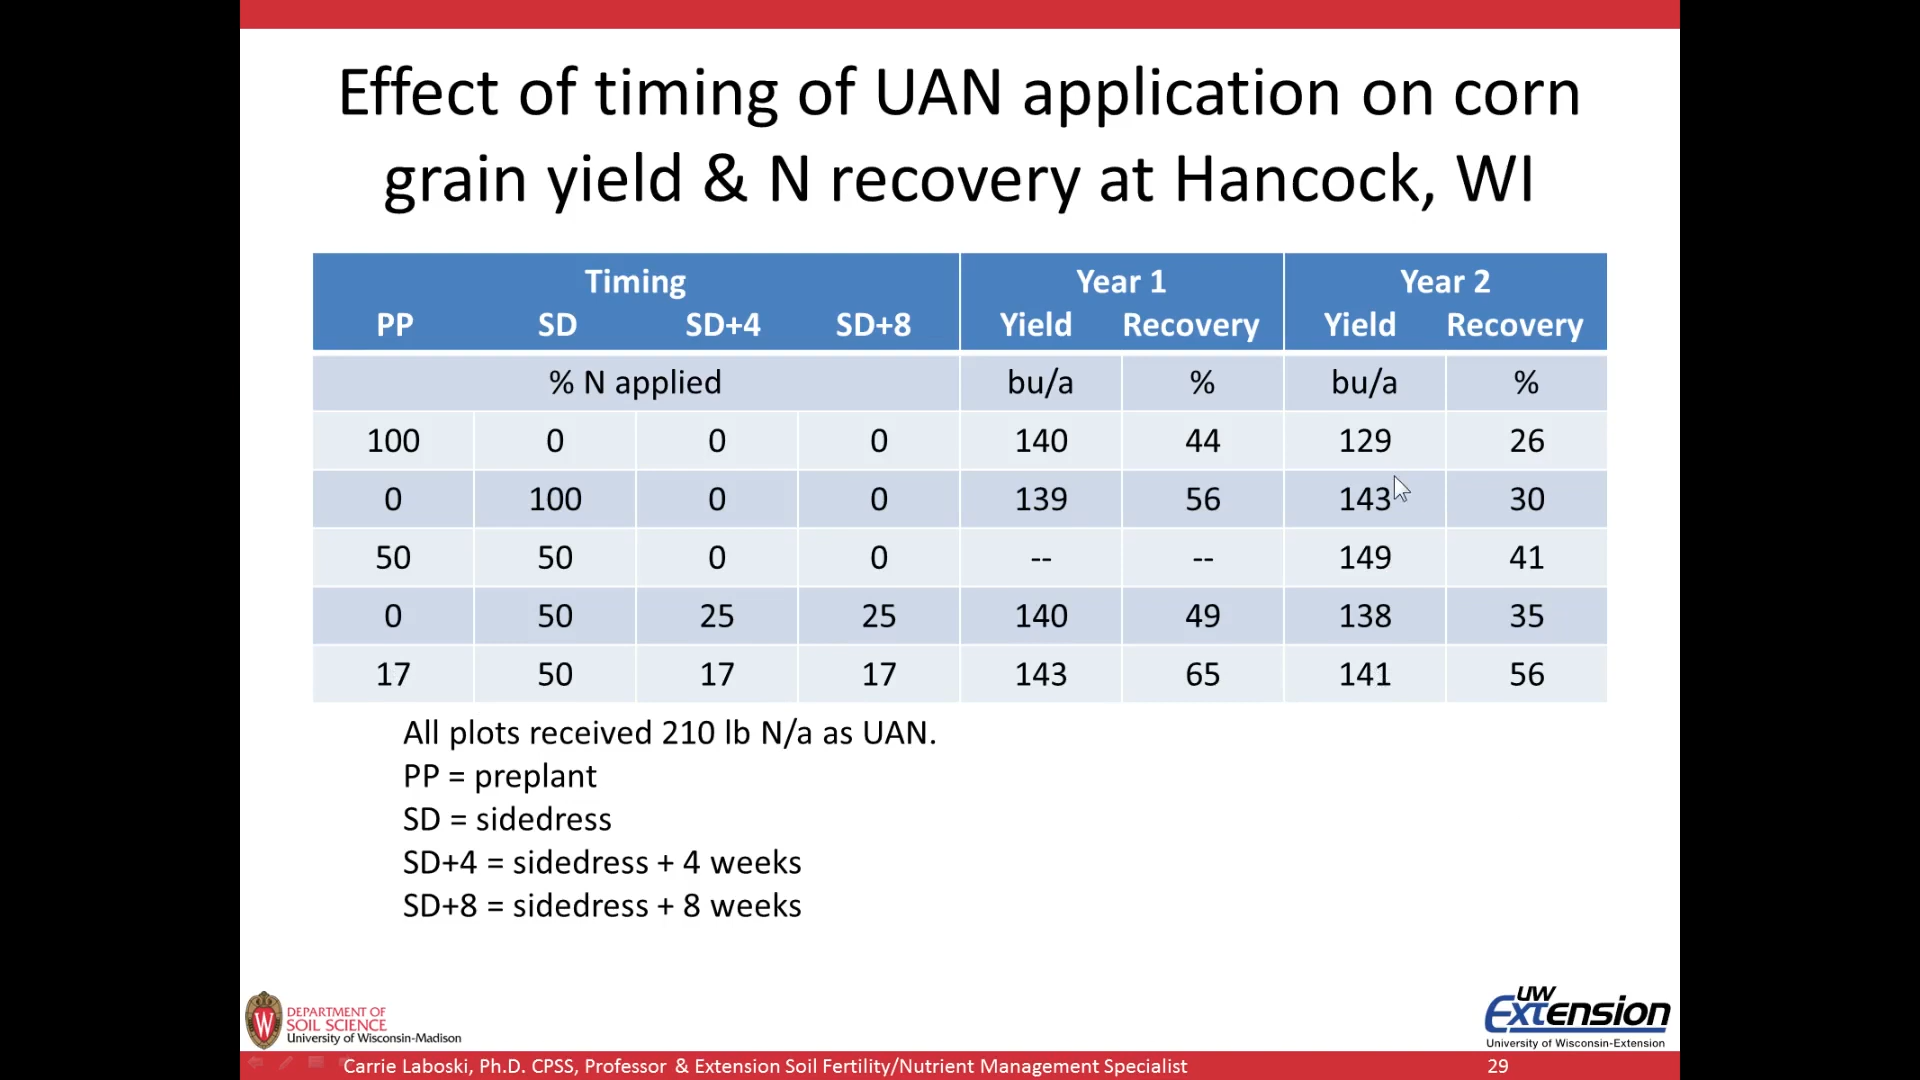 Effect of timing of UAN application on corn
grain yield & N recovery at Hancock, WI
Timing Year 1 Year 2
PP SD SD+4 SD+8 Yield Recovery Yield Recovery
% N applied bu/a % bu/a %
100 0 0 0 140 44 129 26
0 100 0 0 139 56 143 30
50 50 0 0 -- -- 149 41
0 50 25 25 140 49 138 35
17 50 17 17 143 65 141 56
All plots received 210 lb N/a as UAN.
PP = preplant
SD = sidedress
SD+4 = sidedress + 4 weeks
SD+8 = sidedress + 8 weeks
W
DEPARTMENT OF
SOIL SCIENCE
University of Wisconsin-Madison
UW
Extension
University of Wisconsin-Extension
Carrie Laboski, Ph.D. CPSS, Professor & Extension Soil Fertility/Nutrient Management Specialist 29